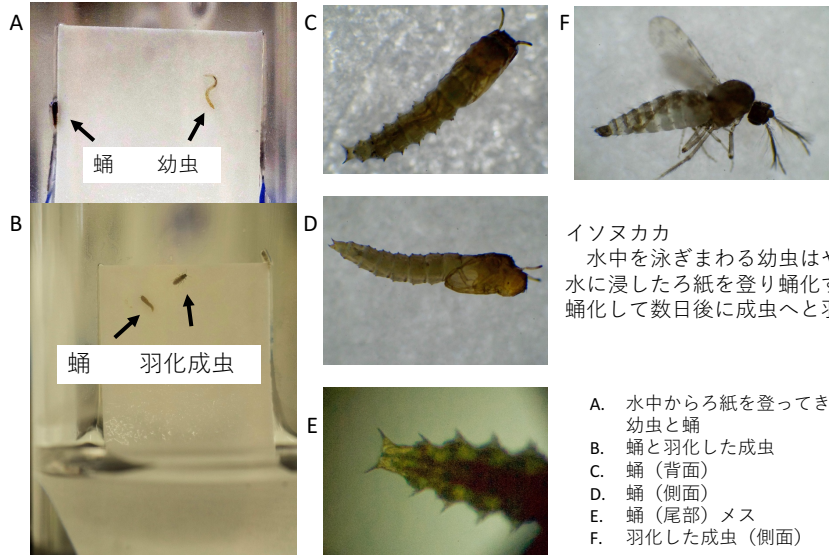 A
蛹 幼虫
B
蛹 羽化成虫
C
D
E
F
イソヌカカ
水中を泳ぎまわる幼虫は
水に浸したろ紙を登り蛹化
蛹化して数日後に成虫へと
A. 水中からろ紙を登ってき
幼虫と蛹
B. 蛹と羽化した成虫
C. 蛹（背面）
D. 蛹（側面）
E. 蛹（尾部）メス
F. 羽化した成虫（側面）